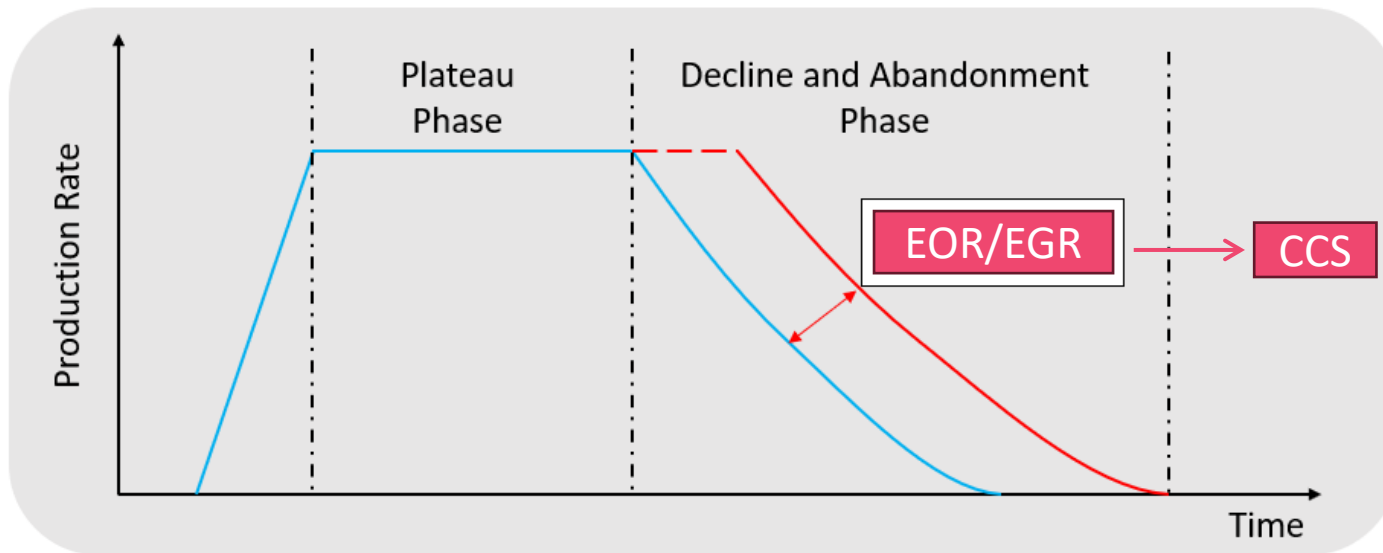 Plateau
Phase
Decline and Abandonment
Phase
Production Rate
EOR/EGR
CCS
Time